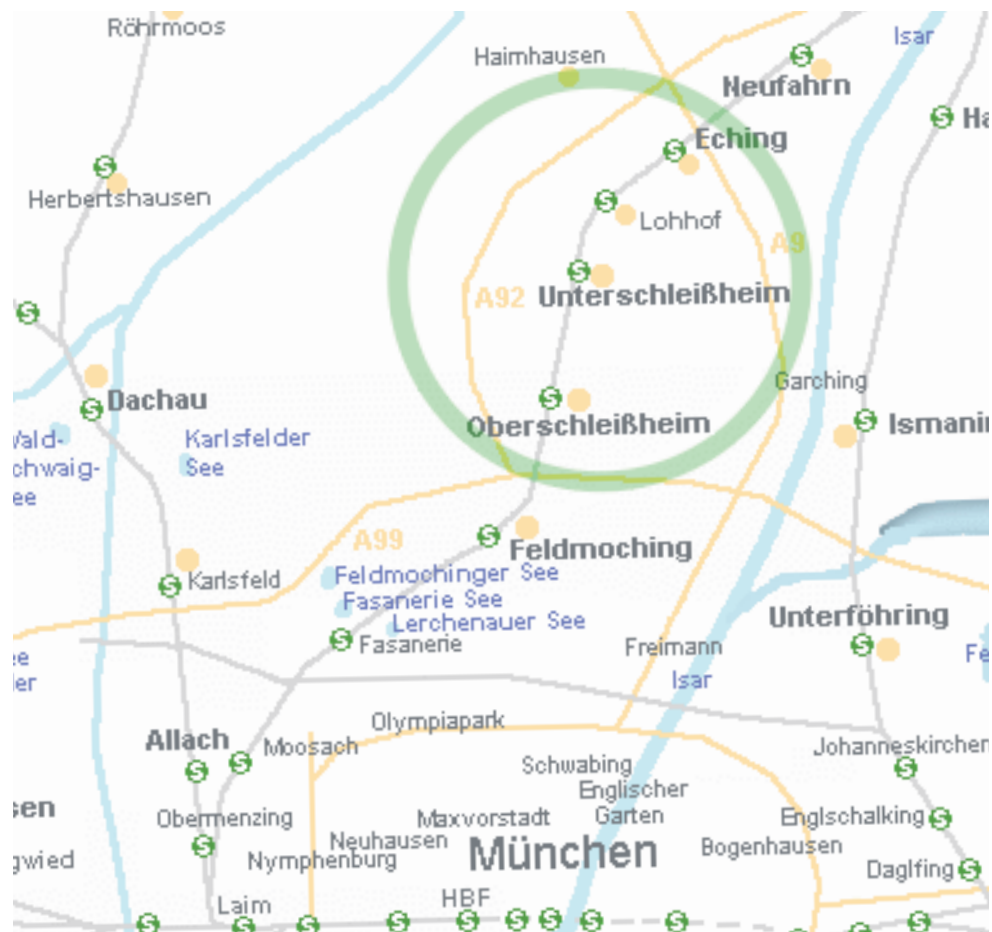 Röhrmoos
Isar
Haimhausen
Neufahrn
Eching
Herbertshausen
Lohhof
A9
A92
Unterschleißheim
Garching
Dachau
Oberschleißheim
Karlsfelder
See
A99
Feldmoching
Karlsfeld
Feldmochinger See
Fasanerie See
Lerchenauer See
Unterföhring
Fasanerie
Freimann
Isar
Olympiapark
Allach
Moosach
Johanneskirchen
Schwabing
Englischer
Garten
Obermenzing
Maxvorstadt
Englschalking
Neuhausen
Nymphenburg
München
Bogenhausen
Daglfing
Laim
HBF